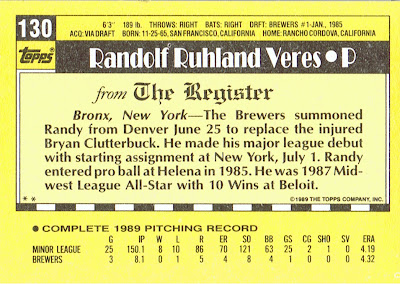 130
6'3" 189 lb. THROWS: RIGHT BATS: RIGHT DRFT: BREWERS #1-JAN., 1985
ACQ: VIA DRAFT BORN: 11-25-65, SAN FRANCISCO, CALIFORNIA HOME: RANCHO CORDOVA, CALIFORNIA
Topps
Randolf Ruhland Veres • P
from The Register
Bronx, New York—The Brewers summoned
Randy from Denver June 25 to replace the injured
Bryan Clutterbuck. He made his major league debut
with starting assignment at New York, July 1. Randy
entered pro ball at Helena in 1985. He was 1987 Mid-
west League All-Star with 10 Wins at Beloit.
** ©1989 THE TOPPS COMPANY, INC.
• COMPLETE 1989 PITCHING RECORD
G IP W L R ER SO BB GS CG SHO SV ERA
MINOR LEAGUE 25 150.1 8 10 86 70 121 63 25 2 1 0 4.19
BREWERS 3 8.1 0 1 5 4 8 4 1 0 0 0 4.32